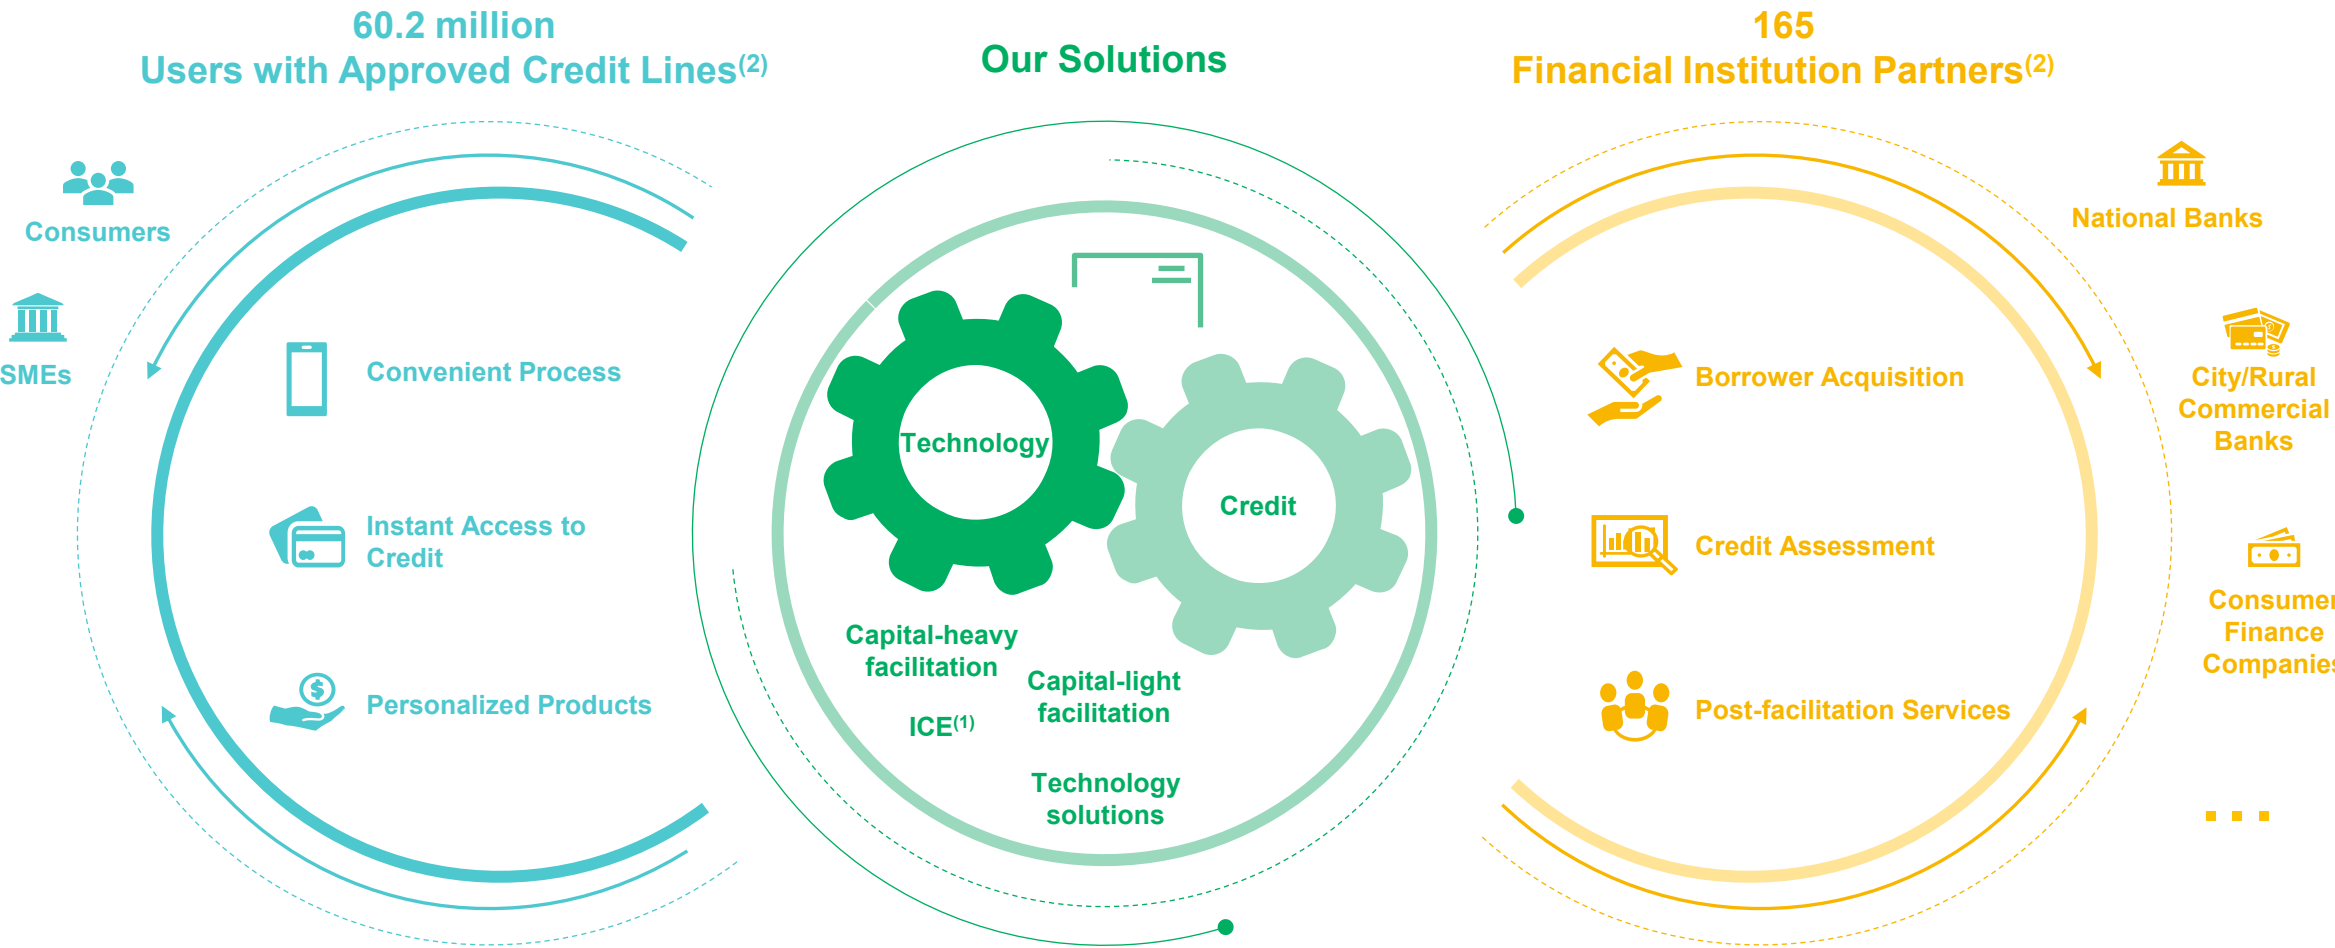 60.2 million
Users with Approved Credit Lines(2)
Consumers
SMEs
Convenient Process
Instant Access to
Credit
Personalized Products
Our Solutions
Technology
Credit
Capital-heavy
facilitation
Capital-light
facilitation
ICE(1)
Technology
solutions
165
Financial Institution Partners(2)
Borrower Acquisition
Credit Assessment
Post-facilitation Services
National Banks
City/Rural
Commercial
Banks
Consumer
Finance
Companies
...